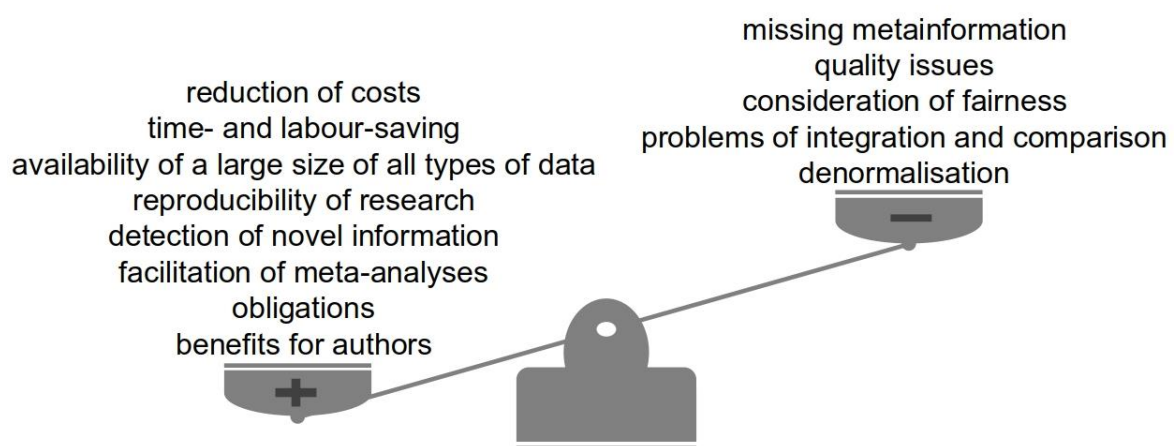 reduction of costs
time- and labour-saving
availability of a large size of all types of data
reproducibility of research
detection of novel information
facilitation of meta-analyses
obligations
benefits for authors
+
missing metainformation
quality issues
consideration of fairness
problems of integration and comparison
denormalisation
−